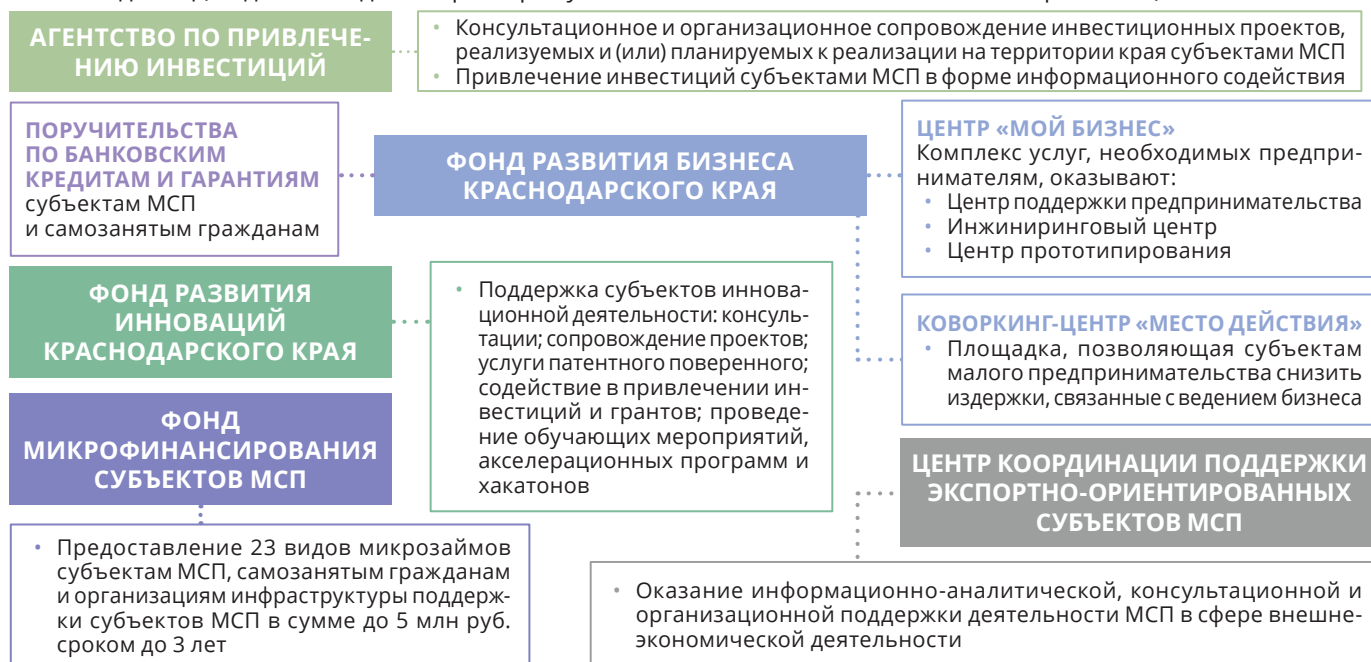 АГЕНТСТВО ПО ПРИВЛЕЧЕ-
НИЮ ИНВЕСТИЦИЙ
• Консультационное и организационное сопровождение инвестиционных проектов,
реализуемых и (или) планируемых к реализации на территории края субъектами МСП
• Привлечение инвестиций субъектами МСП в форме информационного содействия
ПОРУЧИТЕЛЬСТВА
ПО БАНКОВСКИМ
КРЕДИТАМ И ГАРАНТИЯМ
субъектам МСП
и самозанятым гражданам
ФОНД РАЗВИТИЯ БИЗНЕСА
КРАСНОДАРСКОГО КРАЯ
ЦЕНТР «МОЙ БИЗНЕС»
Комплекс услуг, необходимых предпри-
нимателям, оказывают:
• Центр поддержки предпринимательства
• Инжиниринговый центр
• Центр прототипирования
КОВОРКИНГ-ЦЕНТР «МЕСТО ДЕЙСТВИЯ»
• Площадка, позволяющая субъектам
малого предпринимательства снизить
издержки, связанные с ведением бизнеса
ФОНД РАЗВИТИЯ
ИННОВАЦИЙ
КРАСНОДАРСКОГО КРАЯ
• Поддержка субъектов иннова-
ционной деятельности: консуль-
тации; сопровождение проектов;
услуги патентного поверенного;
содействие в привлечении ин-
вестиций и грантов; проведе-
ние обучающих мероприятий,
акселерационных программ и
хакатонов
ФОНД
МИКРОФИНАНСИРОВАНИЯ
СУБЪЕКТОВ МСП
• Предоставление 23 видов микрозаймов
субъектам МСП, самозанятым гражданам
и организациям инфраструктуры поддерж-
ки субъектов МСП в сумме до 5 млн руб.
сроком до 3 лет
ЦЕНТР КООРДИНАЦИИ ПОДДЕРЖКИ
ЭКСПОРТНО-ОРИЕНТИРОВАННЫХ
СУБЪЕКТОВ МСП
• Оказание информационно-аналитической, консультационной и
организационной поддержки деятельности МСП в сфере внешне-
экономической деятельности